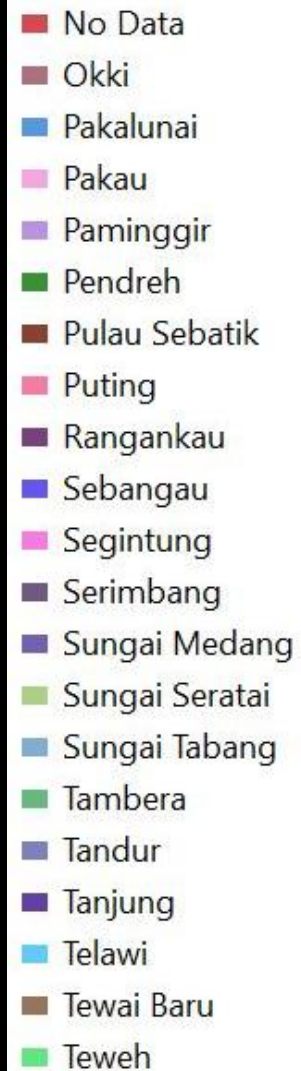 No Data
Okki
Pakalunai
Pakau
Paminggir
Pendreh
Pulau Sebatik
Puting
Rangankau
Sebangau
Segintung
Serimbang
Sungai Medang
Sungai Seratai
Sungai Tabang
Tambera
Tandur
Tanjung
Telawi
Tewai Baru
Teweh